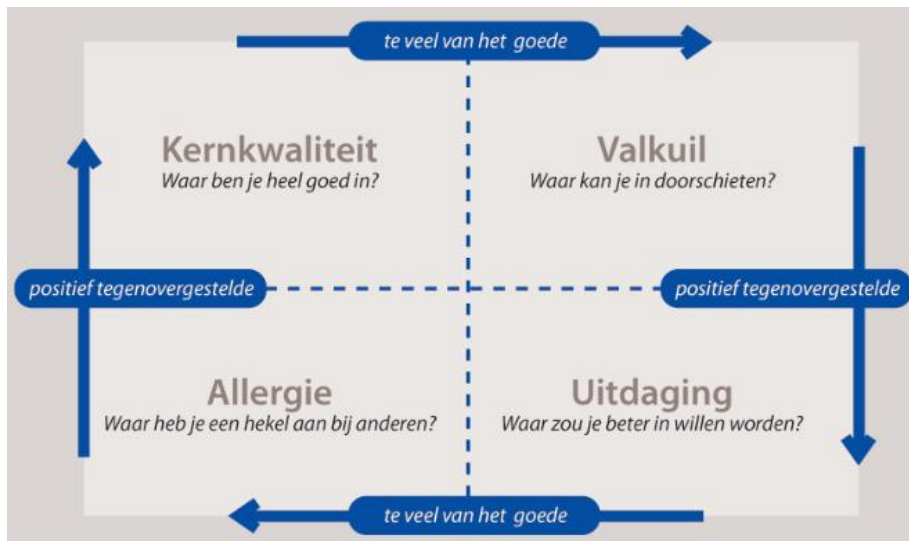 te veel van het goede
Kernkwaliteit
Waar ben je heel goed in?
Valkuil
Waar kan je in doorschieten?
positief tegenovergestelde
positief tegenovergestelde
Allergie
Waar heb je een hekel aan bij anderen?
Uitdaging
Waar zou je beter in willen worden?
te veel van het goede